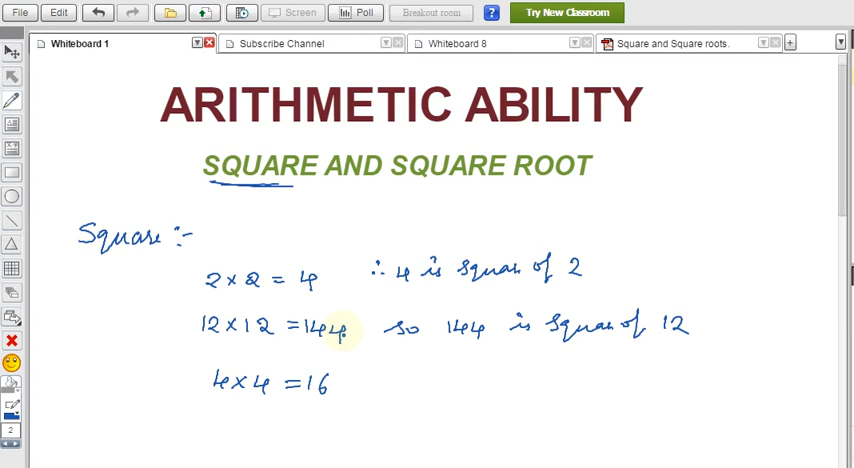 File Edit Screen Poll Breakout room ? Try New Classroom
Whiteboard 1 Subscribe Channel Whiteboard 8 Square and Square roots.
ARITHMETIC ABILITY
SQUARE AND SQUARE ROOT
Square :-
2 × 2 = 4 ∴ 4 is squar of 2
12 × 12 = 144 so 144 is squar of 12
4 × 4 = 16
2